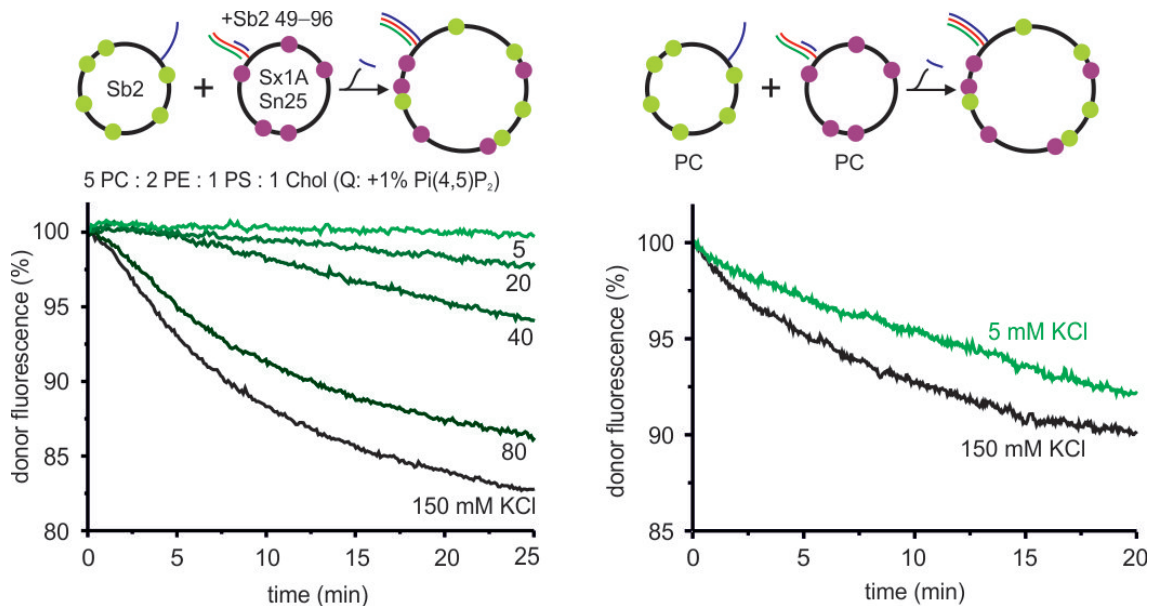 +Sb2 49–96
Sb2
+
Sx1A
Sn25
5 PC : 2 PE : 1 PS : 1 Chol (Q: +1% Pi(4,5)P₂)
donor fluorescence (%)
100
95
90
85
80
5
20
40
80
150 mM KCl
0
5
10
15
20
25
time (min)
+
PC
PC
donor fluorescence (%)
100
95
90
85
5 mM KCl
150 mM KCl
0
5
10
15
20
time (min)